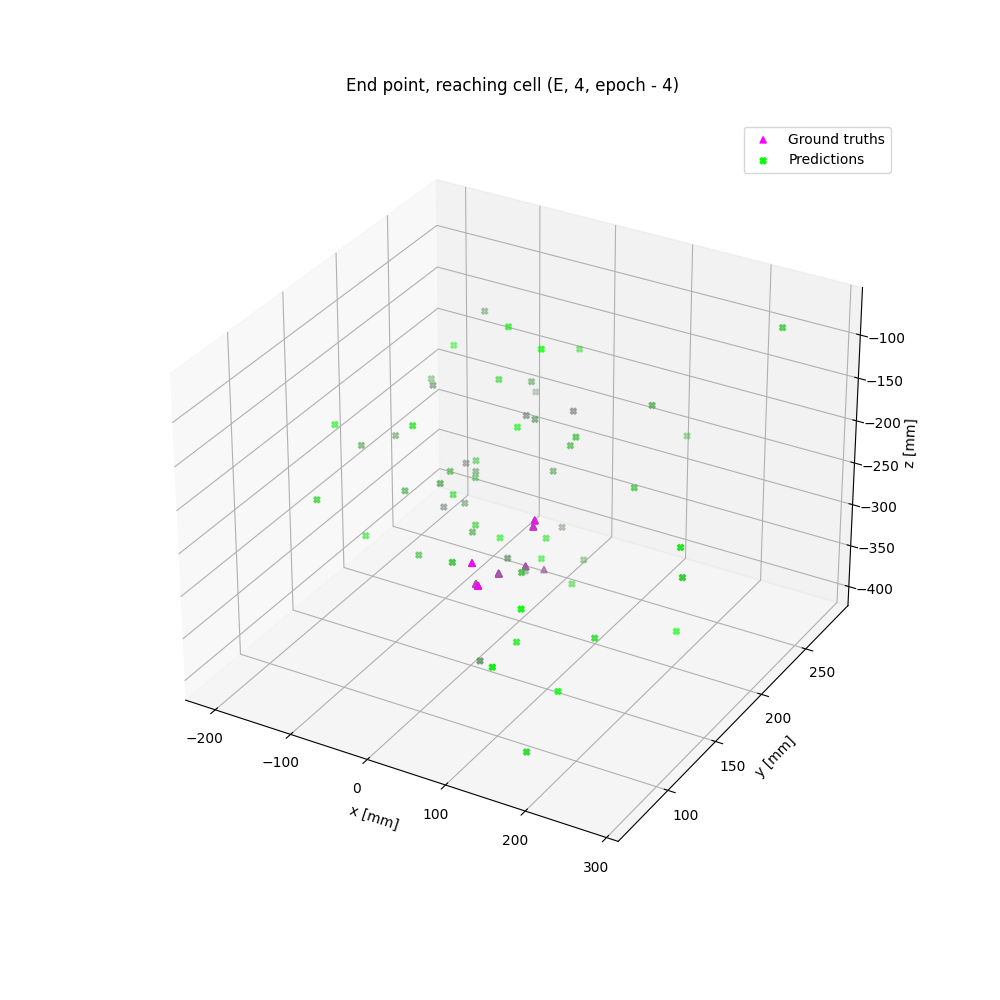 End point, reaching cell (E, 4, epoch - 4)
Ground truths
Predictions
−100
−150
−200
−250
−300
−350
−400
z [mm]
250
200
150
100
y [mm]
−200
−100
0
100
200
300
x [mm]